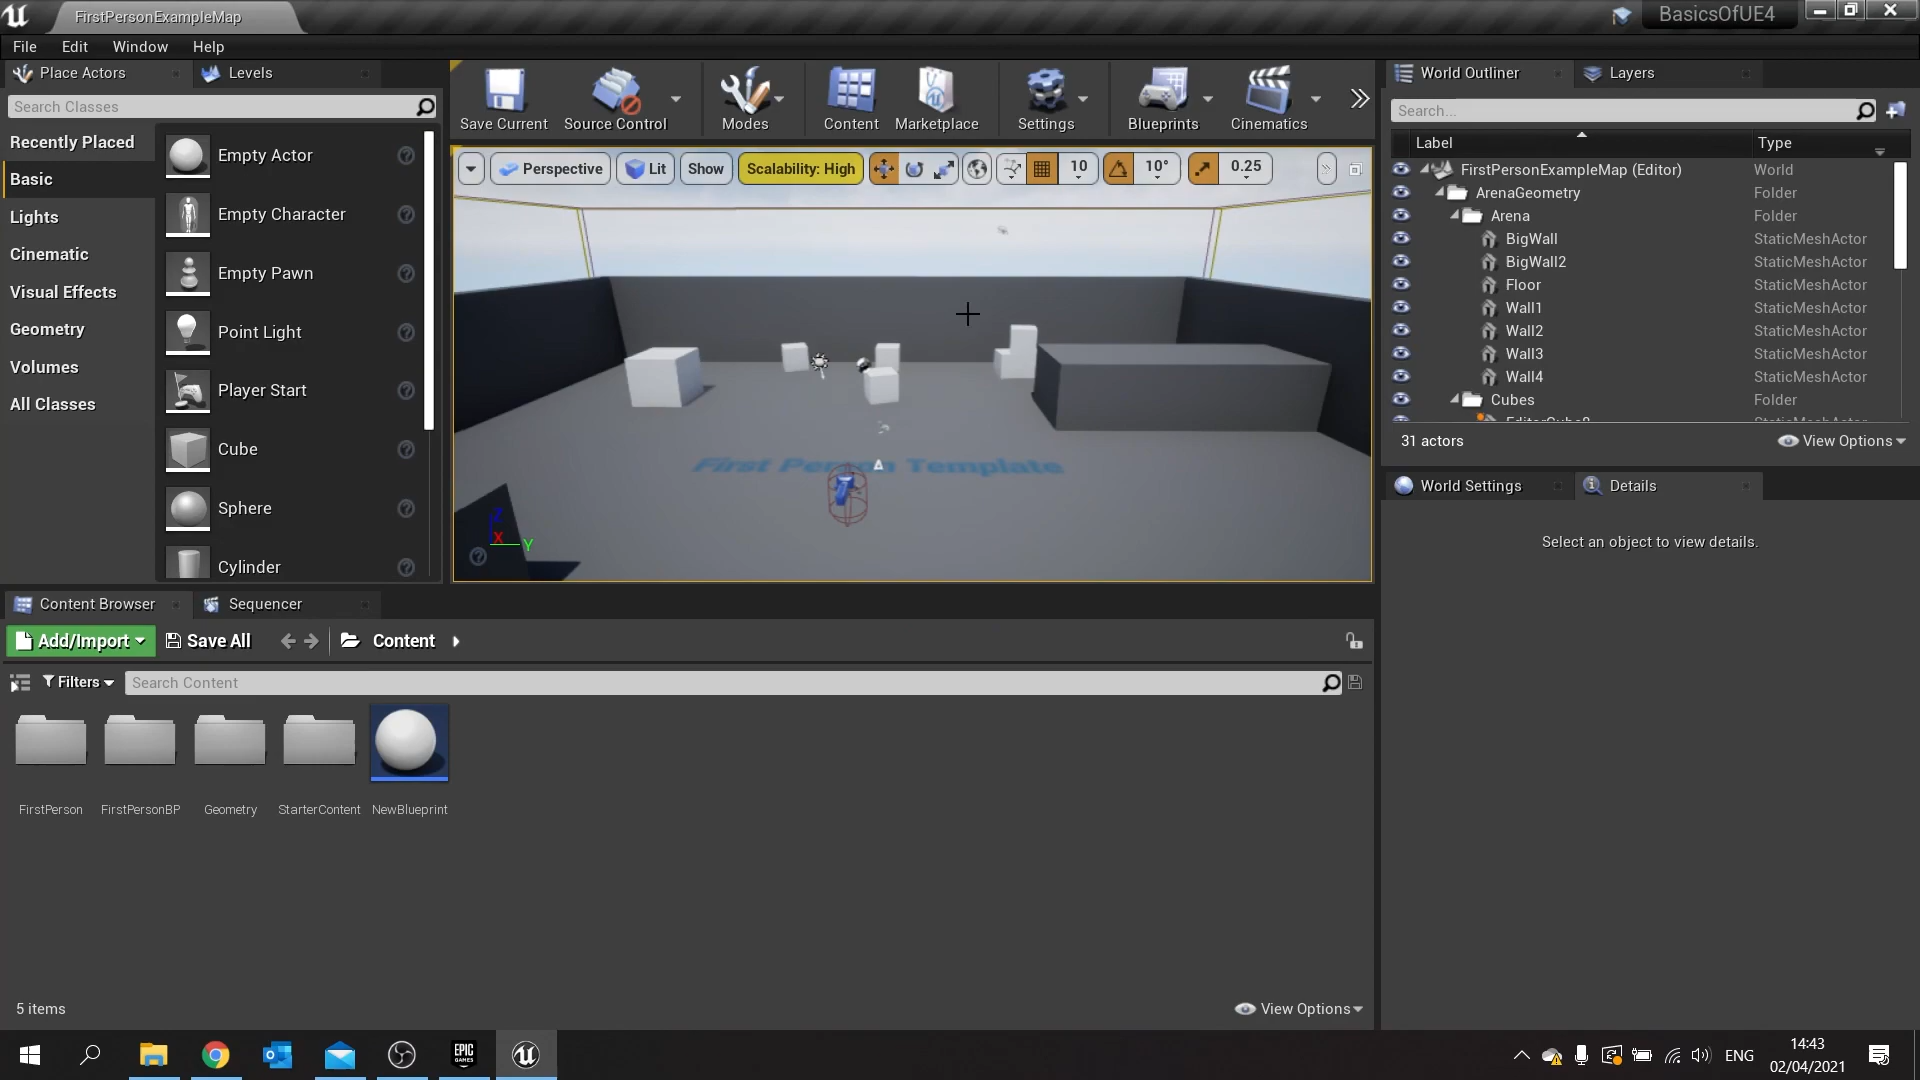 FirstPersonExampleMap
BasicsOfUE4
File Edit Window Help
Place Actors
Levels
Search Classes
Recently Placed
Basic
Lights
Cinematic
Visual Effects
Geometry
Volumes
All Classes
Empty Actor
Empty Character
Empty Pawn
Point Light
Player Start
Cube
Sphere
Cylinder
Save Current
Source Control
Modes
Content
Marketplace
Settings
Blueprints
Cinematics
Perspective
Lit
Show
Scalability: High
10
10°
0.25
First Person Template
Z
X
Y
World Outliner
Layers
Search...
Label Type
FirstPersonExampleMap (Editor) World
ArenaGeometry Folder
Arena Folder
BigWall StaticMeshActor
BigWall2 StaticMeshActor
Floor StaticMeshActor
Wall1 StaticMeshActor
Wall2 StaticMeshActor
Wall3 StaticMeshActor
Wall4 StaticMeshActor
Cubes Folder
31 actors
View Options
World Settings
Details
Select an object to view details.
Content Browser
Sequencer
Add/Import
Save All
Content
Filters
Search Content
FirstPerson
FirstPersonBP
Geometry
StarterContent
NewBlueprint
5 items
View Options
EPIC
GAMES
ENG
14:43
02/04/2021